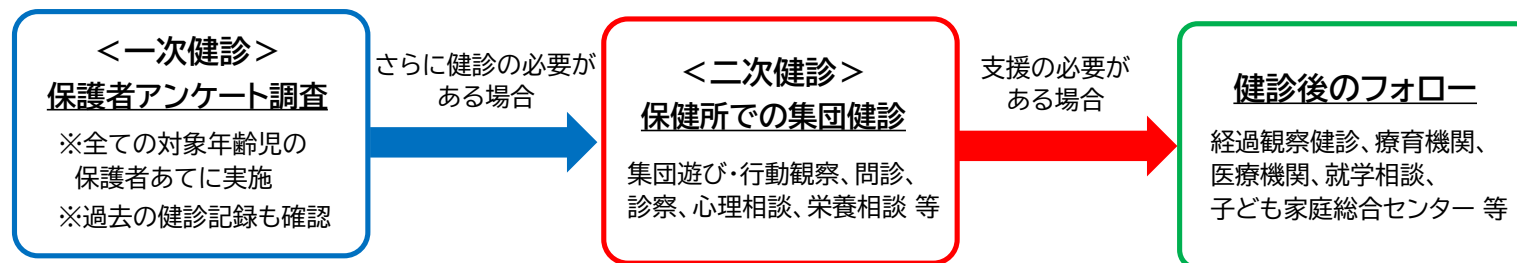 ＜一次健診＞
保護者アンケート調査
※全ての対象年齢児の
保護者あてに実施
※過去の健診記録も確認
さらに健診の必要が
ある場合
＜二次健診＞
保健所での集団健診
集団遊び・行動観察、問診、
診察、心理相談、栄養相談 等
支援の必要が
ある場合
健診後のフォロー
経過観察健診、療育機関、
医療機関、就学相談、
子ども家庭総合センター 等